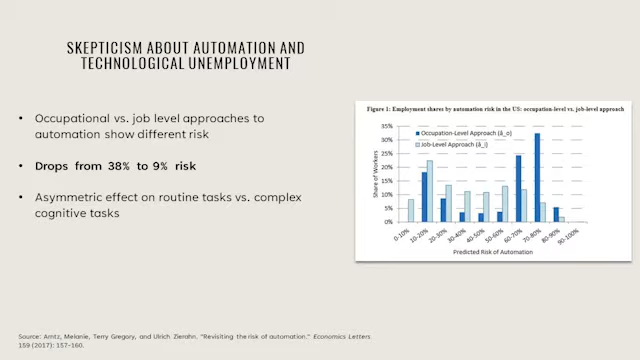 SKEPTICISM ABOUT AUTOMATION AND
TECHNOLOGICAL UNEMPLOYMENT
• Occupational vs. job level approaches to
automation show different risk
• Drops from 38% to 9% risk
• Asymmetric effect on routine tasks vs. complex
cognitive tasks
Figure 1: Employment shares by automation risk in the US: occupation-level vs. job-level approach
Share of Workers
35%
30%
25%
20%
15%
10%
5%
0%
Occupation-Level Approach (â_o)
Job-Level Approach (â_i)
0-10%
10-20%
20-30%
30-40%
40-50%
50-60%
60-70%
70-80%
80-90%
90-100%
Predicted Risk of Automation
Source: Arntz, Melanie, Terry Gregory, and Ulrich Zierahn. "Revisiting the risk of automation." Economics Letters
159 (2017): 157-160.